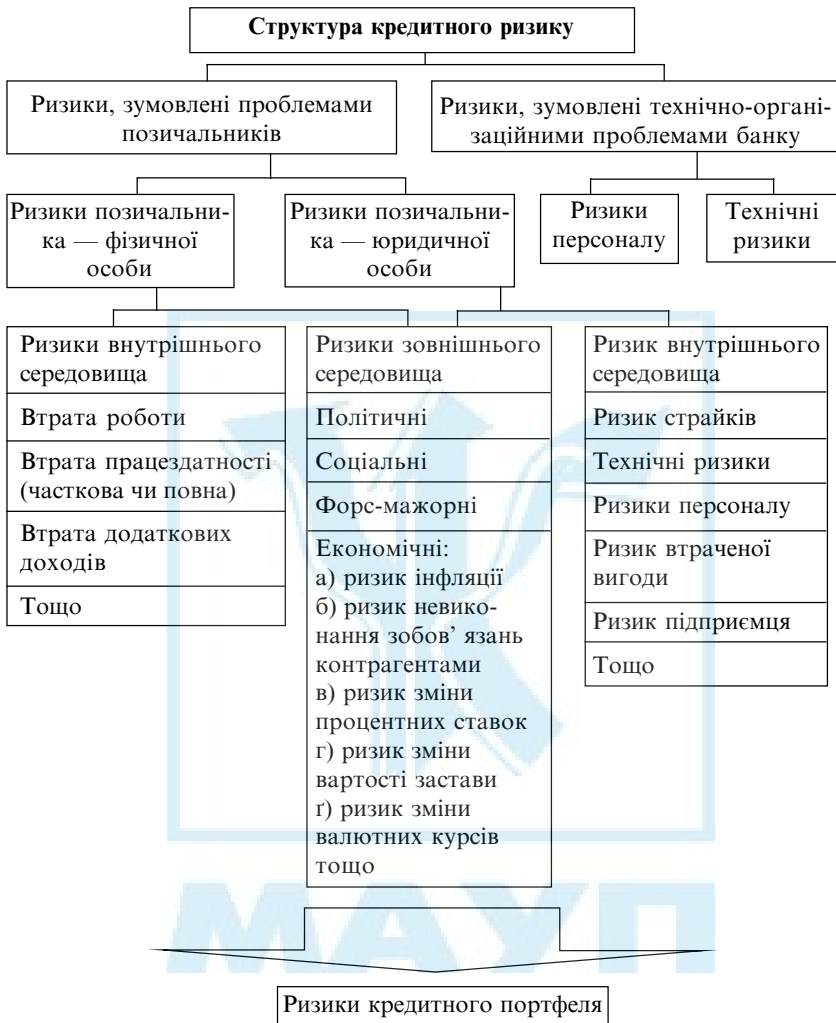 Структура кредитного ризику
Ризики, зумовлені проблемами
позичальників
Ризики, зумовлені технічно-органі-
заційними проблемами банку
Ризики позичальни-
ка — фізичної
особи
Ризики позичальни-
ка — юридичної
особи
Ризики
персоналу
Технічні
ризики
Ризики внутрішнього
середовища
Втрата роботи
Втрата працездатності
(часткова чи повна)
Втрата додаткових
доходів
Тощо
Ризики зовнішнього
середовища
Політичні
Соціальні
Форс-мажорні
Економічні:
а) ризик інфляції
б) ризик невико-
нання зобов’ язань
контрагентами
в) ризик зміни
процентних ставок
г) ризик зміни
вартості застави
ґ) ризик зміни
валютних курсів
тощо
Ризик внутрішнього
середовища
Ризик страйків
Технічні ризики
Ризики персоналу
Ризик втраченої
вигоди
Ризик підприємця
Тощо
МАУП
Ризики кредитного портфеля